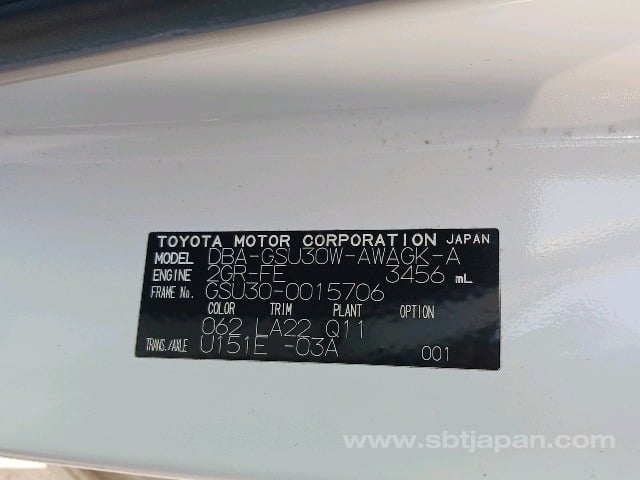 TOYOTA MOTOR CORPORATION JAPAN
MODEL DBA-GSU30W-AWAGK-A
ENGINE 2GR-FE 3456 mL
FRAME No. GSU30-0015706
COLOR TRIM PLANT OPTION
062 LA22 Q11
TRANS./AXLE U151E -03A 001
www.sbtjapan.com